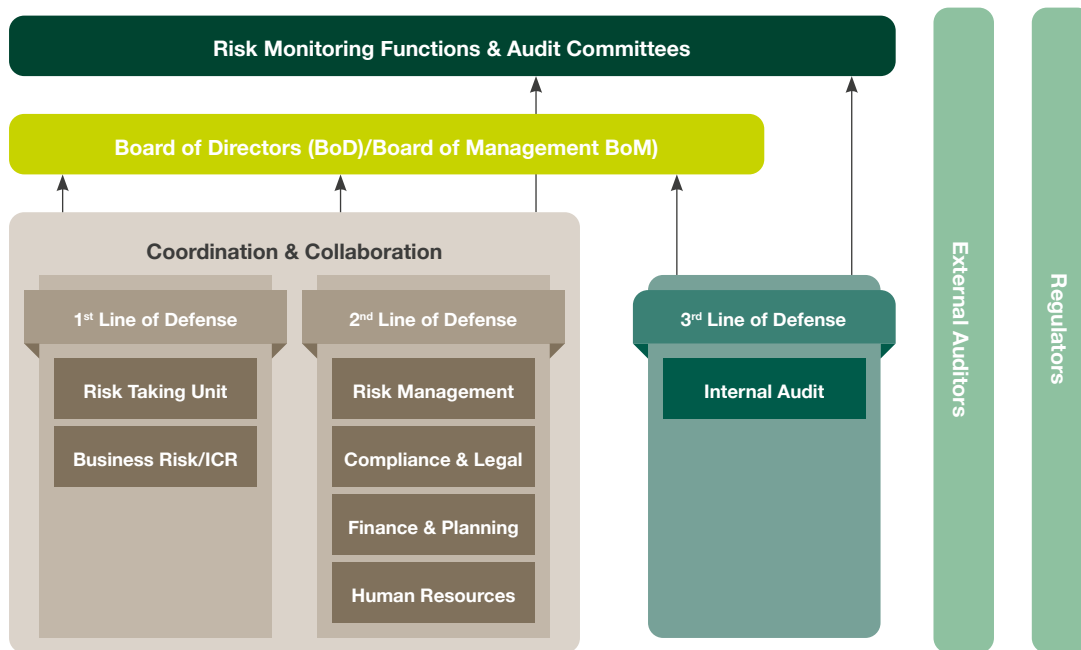 Risk Monitoring Functions & Audit Committees
Board of Directors (BoD)/Board of Management BoM)
Coordination & Collaboration
1st Line of Defense
Risk Taking Unit
Business Risk/ICR
2nd Line of Defense
Risk Management
Compliance & Legal
Finance & Planning
Human Resources
3rd Line of Defense
Internal Audit
External Auditors
Regulators